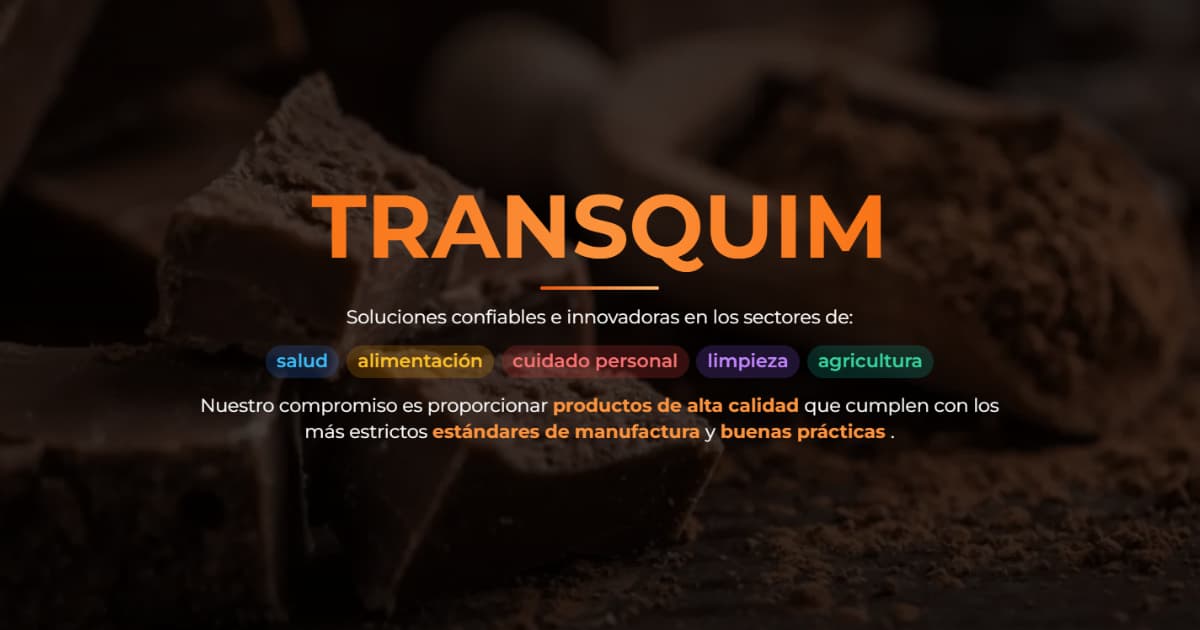 TRANSQUIM
Soluciones confiables e innovadoras en los sectores de:
salud alimentación cuidado personal limpieza agricultura
Nuestro compromiso es proporcionar productos de alta calidad que cumplen con los
más estrictos estándares de manufactura y buenas prácticas .